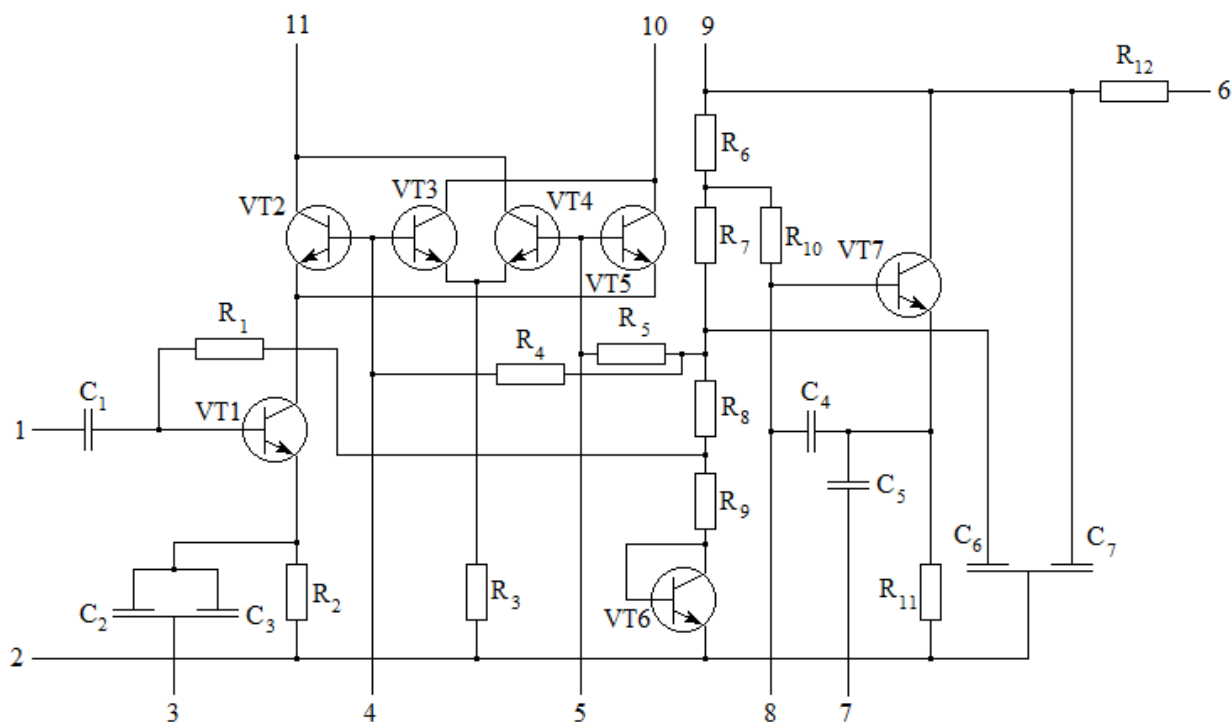 11 10 9
R12
6
R6
VT2 VT3 VT4
R7 R10 VT7
VT5
R1 R5
R4
C1 C4
1 VT1 R8
C5
R9
C6 C7
C2 C3 R2 R3 VT6 R11
2
3 4 5 8 7